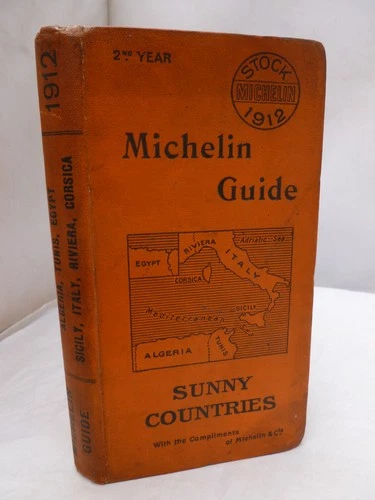 2ND YEAR
STOCK
MICHELIN
1912
Michelin
Guide
EGYPT
RIVIERA
Adriatic Sea
ITALY
CORSICA
Mediterranean
SICILY
ALGERIA
TUNIS
SUNNY
COUNTRIES
With the Compliments of Michelin & Cie
1912
ALGERIA, TUNIS, EGYPT
SICILY, ITALY, RIVIERA, CORSICA
GUIDE